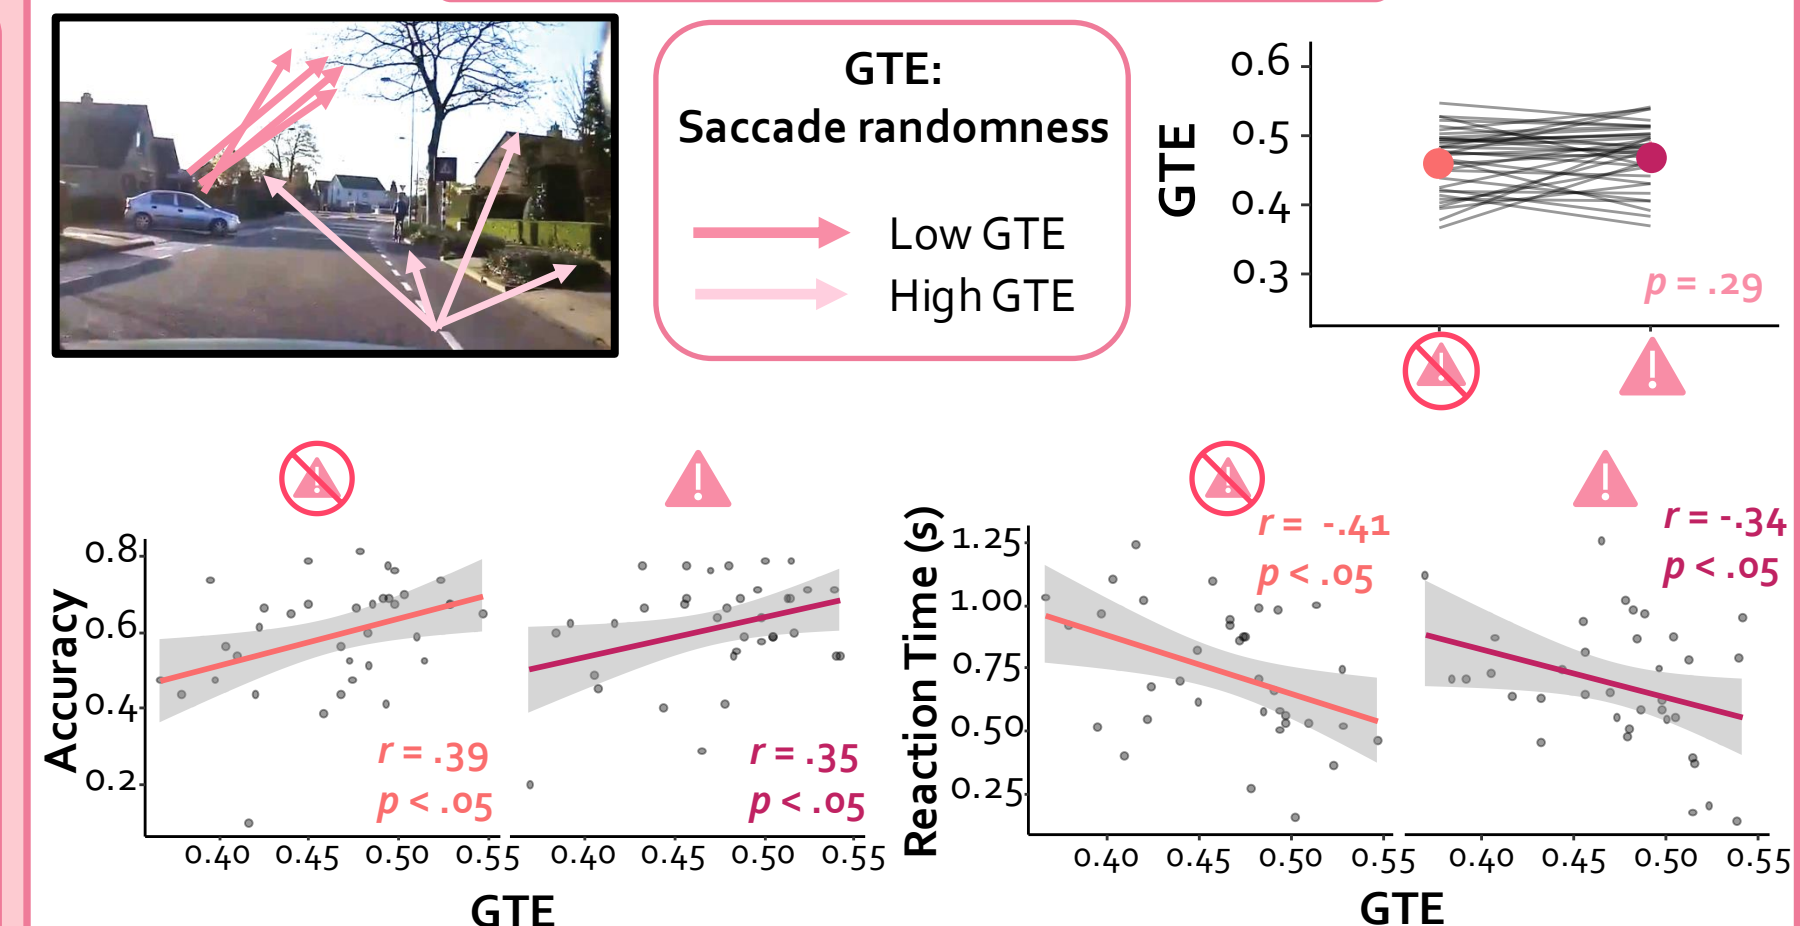 GTE:
Saccade randomness
Low GTE
High GTE
GTE
0.6
0.5
0.4
0.3
p = .29
Accuracy
0.8
0.6
0.4
0.2
r = .39
p < .05
r = .35
p < .05
0.40 0.45 0.50 0.55
0.40 0.45 0.50 0.55
GTE
Reaction Time (s)
1.25
1.00
0.75
0.50
0.25
r = -.41
p < .05
r = -.34
p < .05
0.40 0.45 0.50 0.55
0.40 0.45 0.50 0.55
GTE